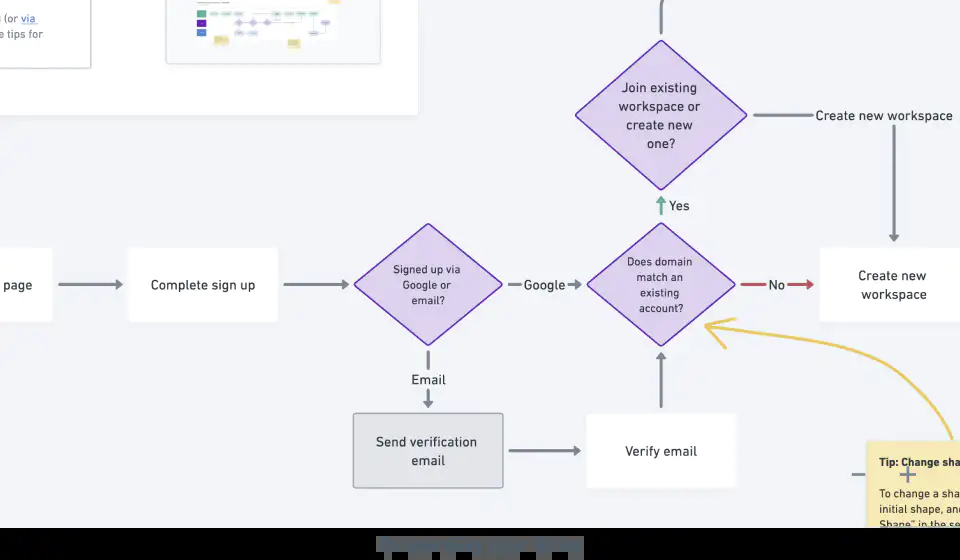 (or via
e tips for
Join existing
workspace or
create new
one?
Create new workspace
Yes
page
Complete sign up
Signed up via
Google or
email?
Google
Does domain
match an
existing
account?
No
Create new
workspace
Email
Send verification
email
Verify email
Tip: Change sha
To change a sha
initial shape, and
Shape" in the se